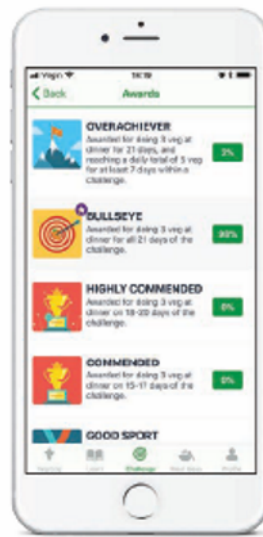 Virgin
16:19
Back
Awards
OVERACHIEVER
Awarded for doing 3 veg at
dinner for 21 days, and
reaching a daily total of 5 veg
for at least 7 days within a
challenge.
BULLSEYE
Awarded for doing 3 veg at
dinner for all 21 days of the
challenge.
HIGHLY COMMENDED
Awarded for doing 3 veg at
dinner on 18-20 days of the
challenge.
0%
COMMENDED
Awarded for doing 3 veg at
dinner on 15-17 days of the
challenge.
0%
GOOD SPORT
Challenge
Profile